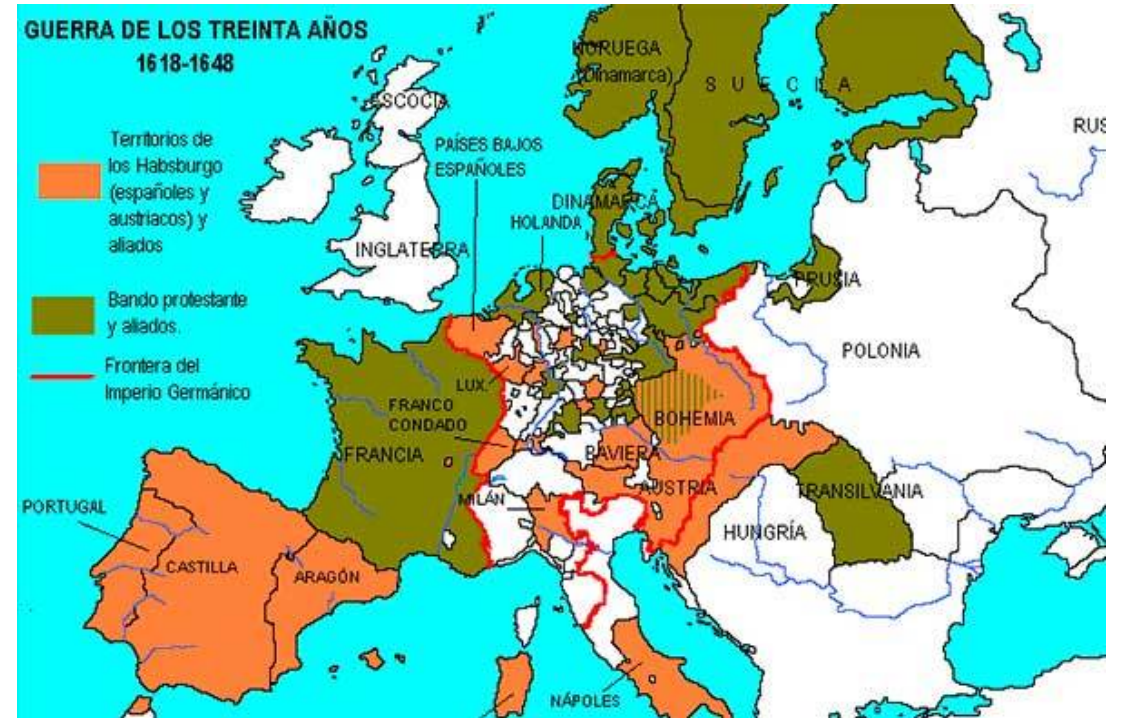 GUERRA DE LOS TREINTA AÑOS
1618-1648
Territorios de
los Habsburgo
(españoles y
austriacos) y
aliados
Bando protestante
y aliados.
Frontera del
Imperio Germánico
NORUEGA
(Dinamarca)
SUECIA
RUS
ESCOCIA
PAÍSES BAJOS
ESPAÑOLES
DINAMARCA
HOLANDA
INGLATERRA
PRUSIA
POLONIA
LUX.
FRANCO
CONDADO
BOHEMIA
FRANCIA
BAVIERA
AUSTRIA
TRANSILVANIA
MILÁN
PORTUGAL
HUNGRÍA
CASTILLA
ARAGÓN
NÁPOLES